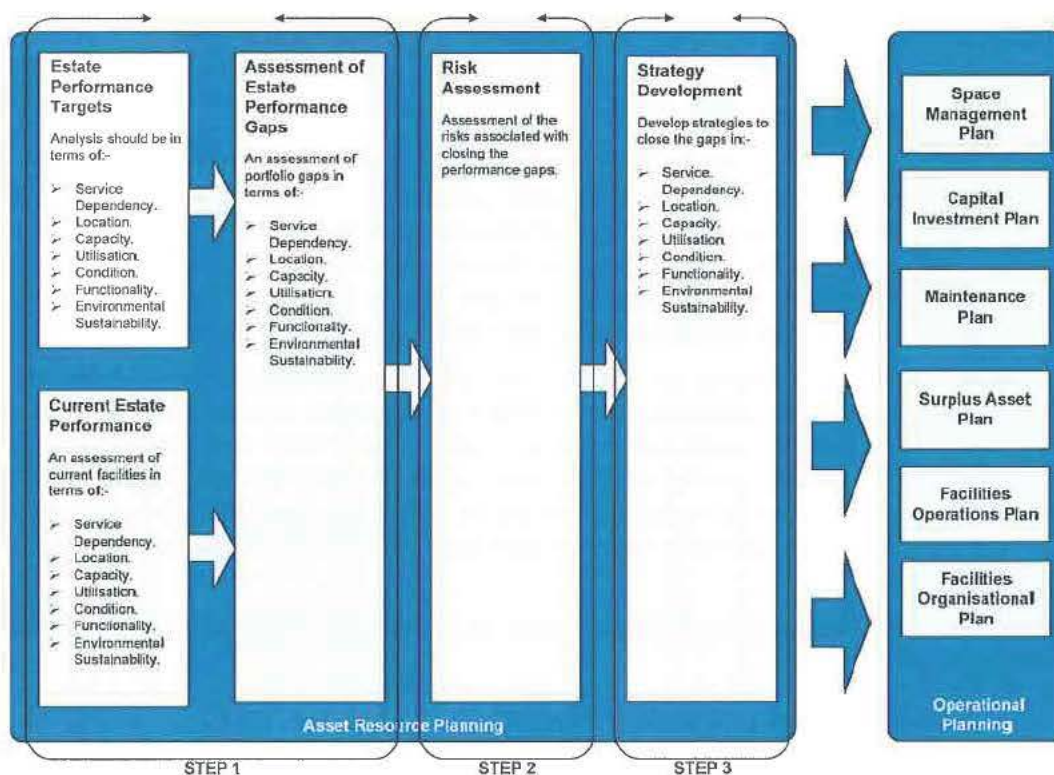 Estate
Performance
Targets
Analysis should be in
terms of:-
➢ Service
Dependency.
➢ Location.
➢ Capacity.
➢ Utilisation.
➢ Condition.
➢ Functionality.
➢ Environmental
Sustainability.
Current Estate
Performance
An assessment of
current facilities in
terms of:-
➢ Service
Dependency.
➢ Location.
➢ Capacity.
➢ Utilisation.
➢ Condition.
➢ Functionality.
➢ Environmental
Sustainability.
Assessment of
Estate
Performance
Gaps
An assessment of
portfolio gaps in
terms of:-
➢ Service
Dependency.
➢ Location.
➢ Capacity.
➢ Utilisation.
➢ Condition.
➢ Functionality.
➢ Environmental
Sustainability.
Risk
Assessment
Assessment of the
risks associated with
closing the
performance gaps.
Strategy
Development
Develop strategies to
close the gaps in:-
➢ Service.
Dependency.
➢ Location.
➢ Capacity.
➢ Utilisation
➢ Condition.
➢ Functionality.
➢ Environmental
Sustainability.
Asset Resource Planning
STEP 1
STEP 2
STEP 3
Space
Management
Plan
Capital
Investment Plan
Maintenance
Plan
Surplus Asset
Plan
Facilities
Operations Plan
Facilities
Organisational
Plan
Operational
Planning